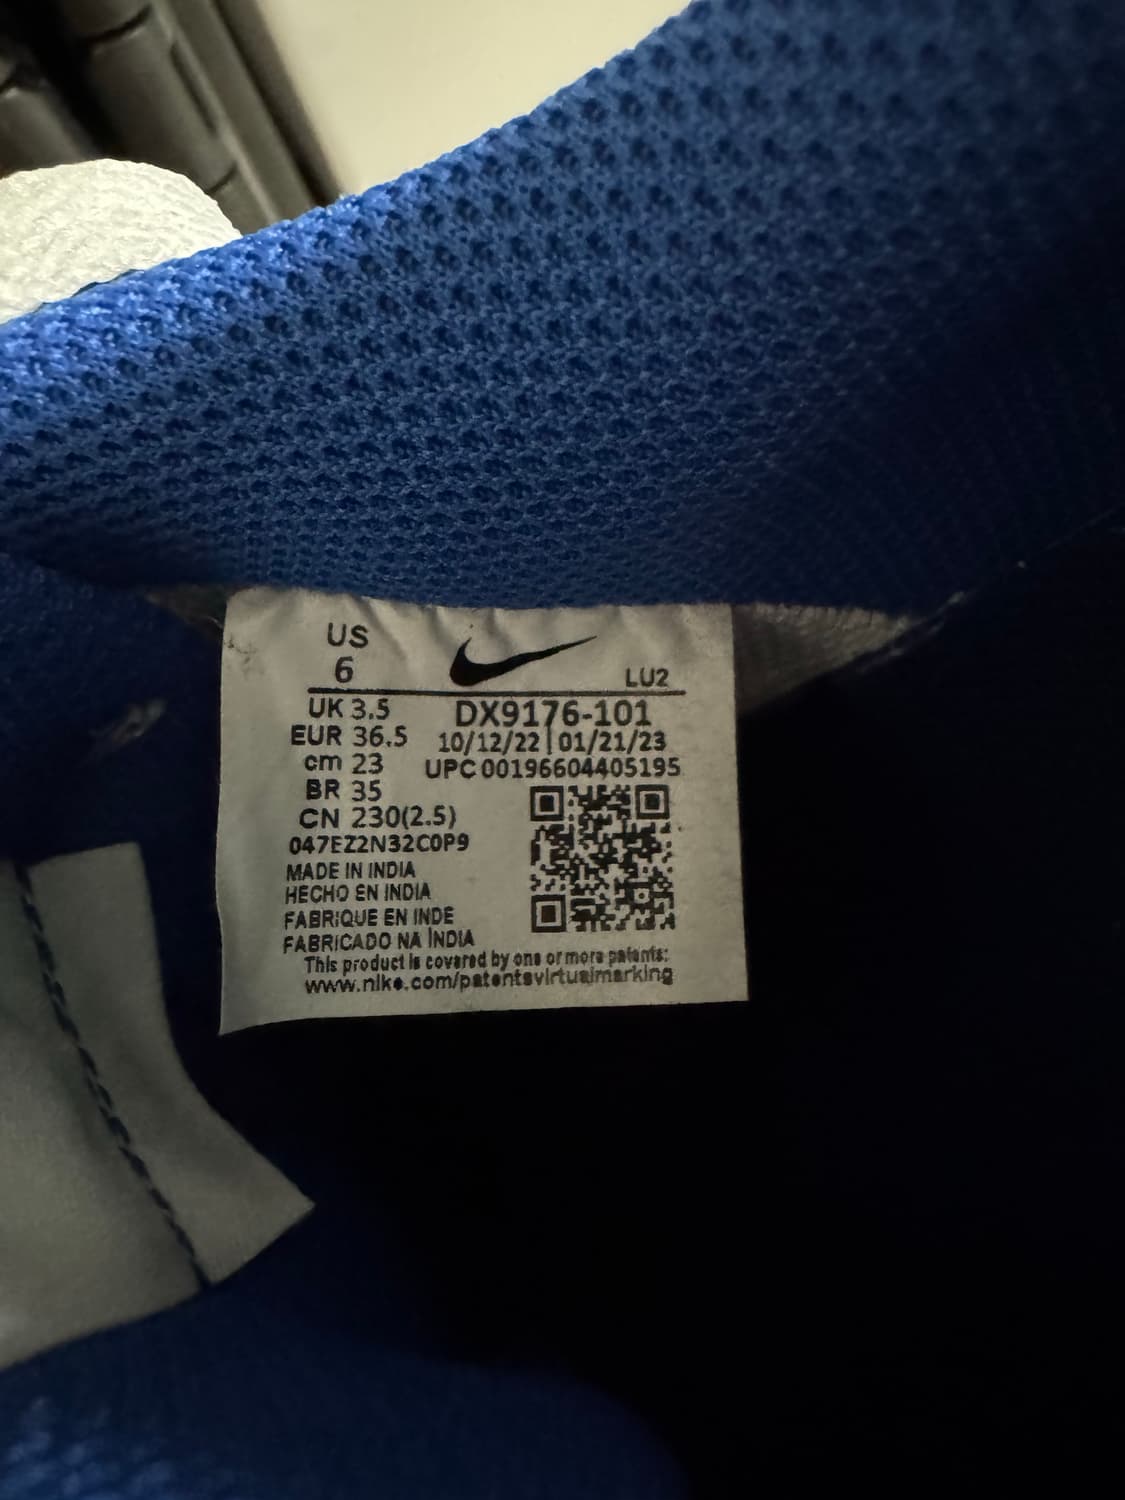 US
6
LU2
UK 3.5
DX9176-101
EUR 36.5
10/12/22 | 01/21/23
cm 23
UPC 00196604405195
BR 35
CN 230(2.5)
047EZ2N32C0P9
MADE IN INDIA
HECHO EN INDIA
FABRIQUE EN INDE
FABRICADO NA ÍNDIA
This product is covered by one or more patents:
www.nike.com/patentsvirtualmarking